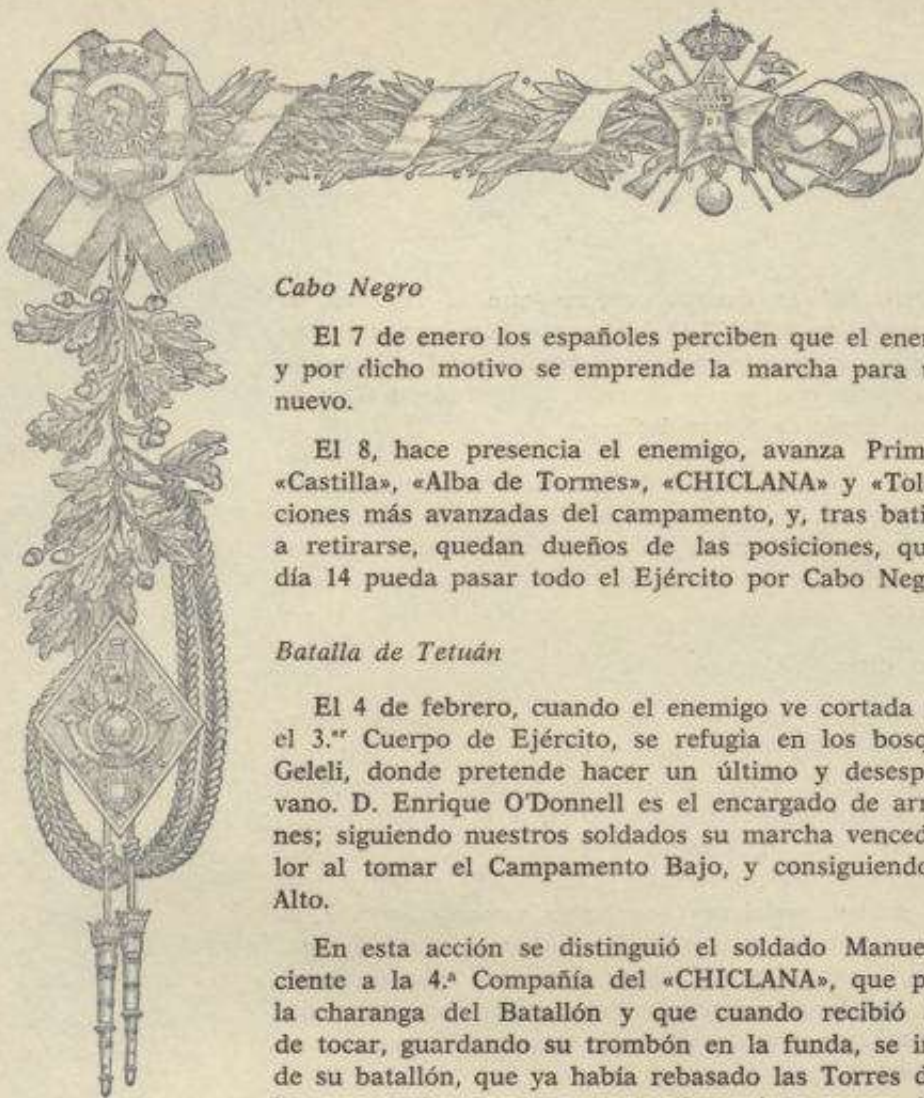 Cabo Negro
El 7 de enero los españoles perciben que el ener
y por dicho motivo se emprende la marcha para
nuevo.
El 8, hace presencia el enemigo, avanza Prim
«Castilla», «Alba de Tormes», «CHICLANA» y «Tol
ciones más avanzadas del campamento, y, tras bati
a retirarse, quedan dueños de las posiciones, qu
día 14 pueda pasar todo el Ejército por Cabo Neg
Batalla de Tetuán
El 4 de febrero, cuando el enemigo ve cortada
el 3.er Cuerpo de Ejército, se refugia en los bosc
Geleli, donde pretende hacer un último y desesp
vano. D. Enrique O'Donnell es el encargado de arr
nes; siguiendo nuestros soldados su marcha venced
lor al tomar el Campamento Bajo, y consiguiendo
Alto.
En esta acción se distinguió el soldado Manue
ciente a la 4.ª Compañía del «CHICLANA», que p
la charanga del Batallón y que cuando recibió
de tocar, guardando su trombón en la funda, se i
de su batallón, que ya había rebasado las Torres d